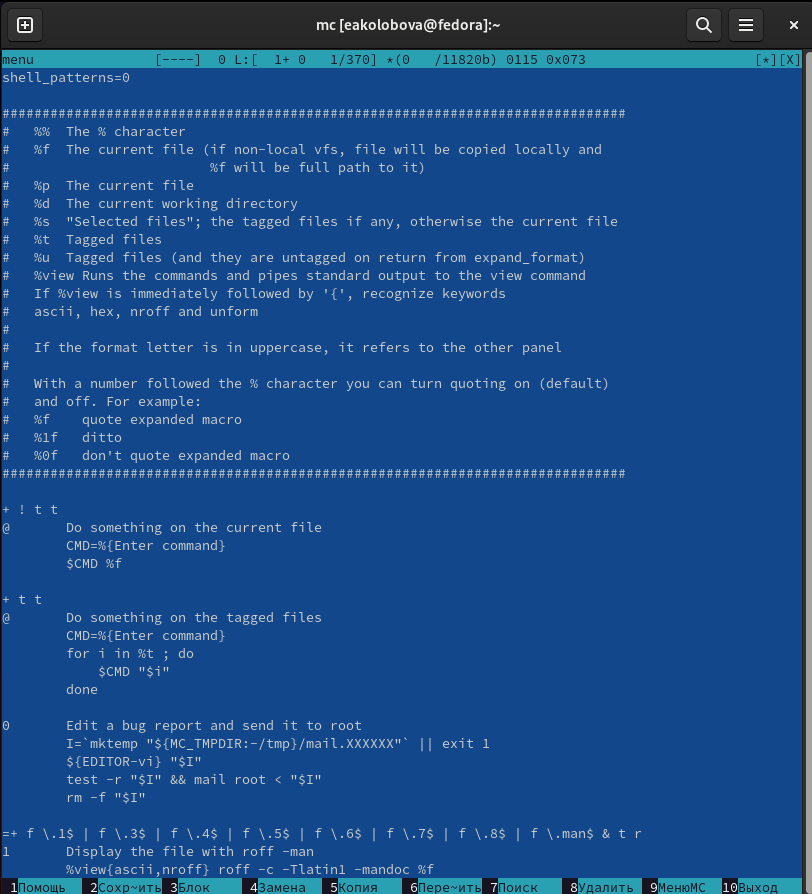 mc [eakolobova@fedora]:~
menu               [----]  0 L:[  1+ 0   1/370] *(0   /11820b) 0115 0x073                     [*][X]
shell_patterns=0

##############################################################################
#   %%  The % character
#   %f  The current file (if non-local vfs, file will be copied locally and
#                         %f will be full path to it)
#   %p  The current file
#   %d  The current working directory
#   %s  "Selected files"; the tagged files if any, otherwise the current file
#   %t  Tagged files
#   %u  Tagged files (and they are untagged on return from expand_format)
#   %view Runs the commands and pipes standard output to the view command
#   If %view is immediately followed by '{', recognize keywords
#   ascii, hex, nroff and unform
#
#   If the format letter is in uppercase, it refers to the other panel
#
#   With a number followed the % character you can turn quoting on (default)
#   and off. For example:
#   %f    quote expanded macro
#   %1f   ditto
#   %0f   don't quote expanded macro
##############################################################################

+ ! t t
@       Do something on the current file
        CMD=%{Enter command}
        $CMD %f

+ t t
@       Do something on the tagged files
        CMD=%{Enter command}
        for i in %t ; do
            $CMD "$i"
        done

0       Edit a bug report and send it to root
        I=`mktemp "${MC_TMPDIR:-/tmp}/mail.XXXXXX"` || exit 1
        ${EDITOR-vi} "$I"
        test -r "$I" && mail root < "$I"
        rm -f "$I"

=+ f \.1$ | f \.3$ | f \.4$ | f \.5$ | f \.6$ | f \.7$ | f \.8$ | f \.man$ & t r
1       Display the file with roff -man
        %view{ascii,nroff} roff -c -Tlatin1 -mandoc %f
1Помощь 2Сохр~ить 3Блок 4Замена 5Копия 6Пере~ить 7Поиск 8Удалить 9МенюMC 10Выход